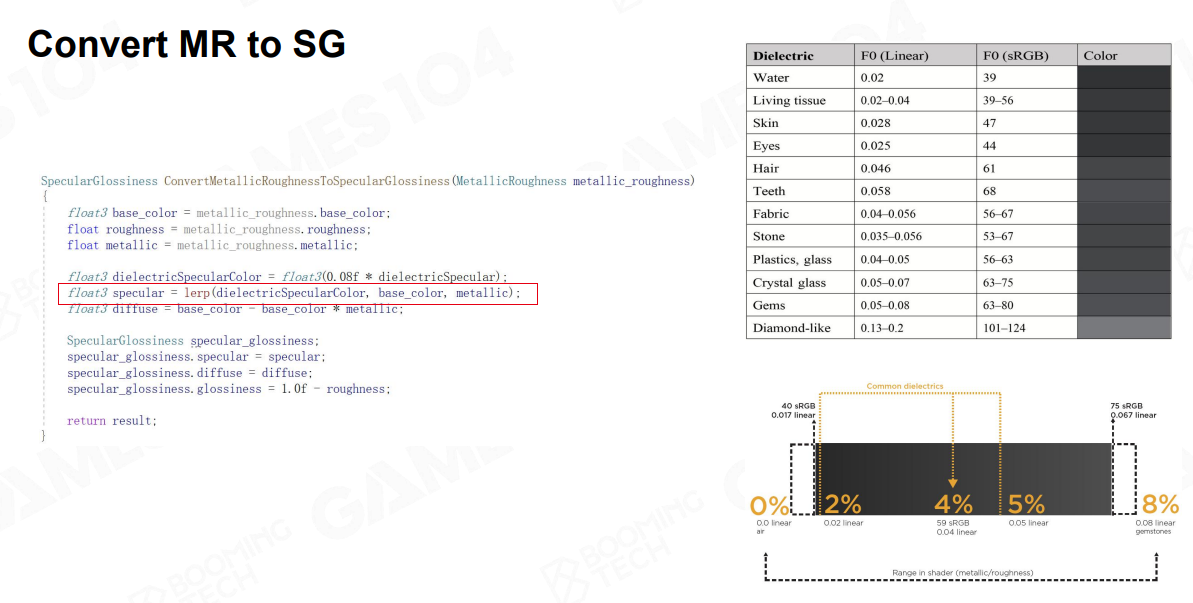 Convert MR to SG
SpecularGlossiness ConvertMetallicRoughnessToSpecularGlossiness(MetallicRoughness metallic_roughness)
{
float3 base_color = metallic_roughness.base_color;
float roughness = metallic_roughness.roughness;
float metallic = metallic_roughness.metallic;
float3 dielectricSpecularColor = float3(0.08f * dielectricSpecular);
float3 specular = lerp(dielectricSpecularColor, base_color, metallic);
float3 diffuse = base_color - base_color * metallic;
SpecularGlossiness specular_glossiness;
specular_glossiness.specular = specular;
specular_glossiness.diffuse = diffuse;
specular_glossiness.glossiness = 1.0f - roughness;
return result;
}
Dielectric F0 (Linear) F0 (sRGB) Color
Water 0.02 39
Living tissue 0.02–0.04 39–56
Skin 0.028 47
Eyes 0.025 44
Hair 0.046 61
Teeth 0.058 68
Fabric 0.04–0.056 56–67
Stone 0.035–0.056 53–67
Plastics, glass 0.04–0.05 56–63
Crystal glass 0.05–0.07 63–75
Gems 0.05–0.08 63–80
Diamond-like 0.13–0.2 101–124
Common dielectrics
40 sRGB
0.017 linear
75 sRGB
0.067 linear
0% 2% 4% 5% 8%
0.0 linear
air
0.02 linear
59 sRGB
0.04 linear
0.05 linear
0.08 linear
gemstones
Range in shader (metallic/roughness)
GAMES104
BOOMING
TECH